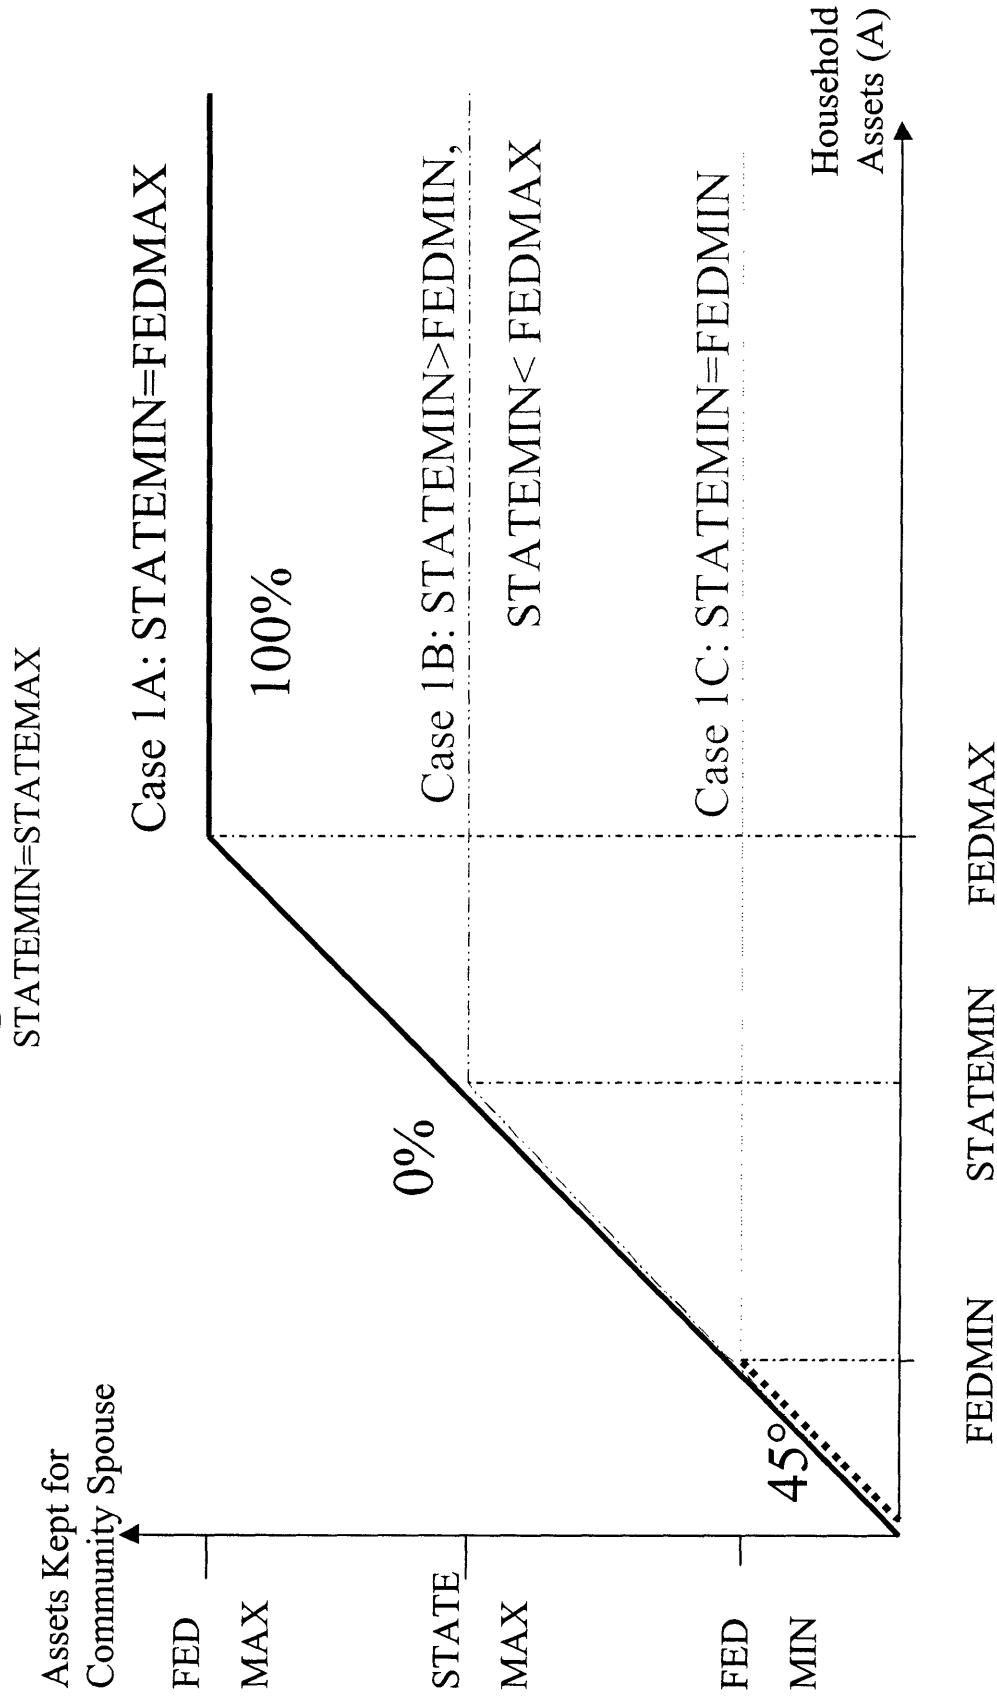 STATEMIN=STATEMAX
Assets Kept for
Community Spouse
FED
MAX
Case 1A: STATEMIN=FEDMAX
100%
0%
STATE
MAX
Case 1B: STATEMIN>FEDMIN,
STATEMIN< FEDMAX
FED
MIN
Case 1C: STATEMIN=FEDMIN
45°
Household
Assets (A)
FEDMIN
STATEMIN
FEDMAX